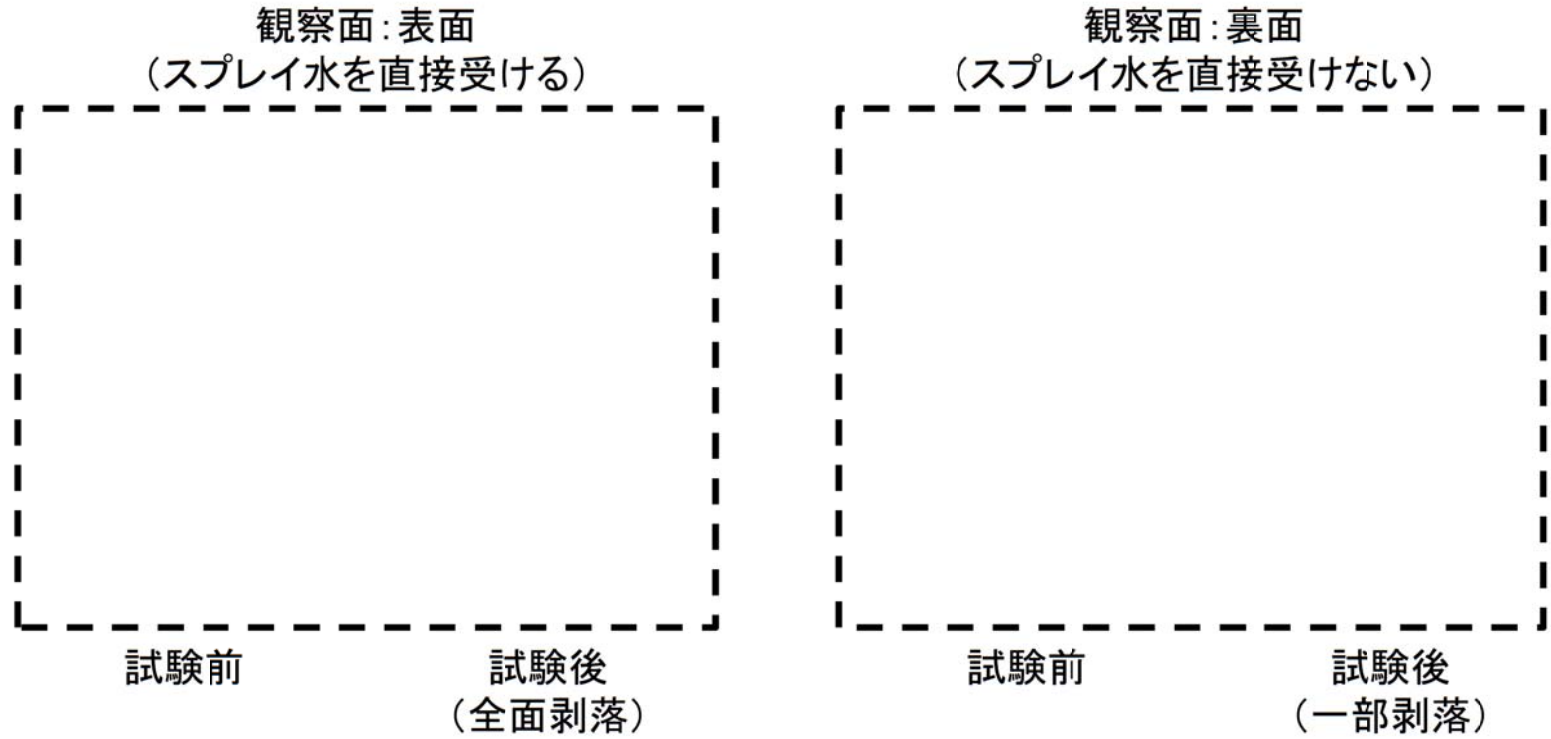 観察面：表面
（スプレイ水を直接受ける）
試験前
試験後
（全面剥落）
観察面：裏面
（スプレイ水を直接受けない）
試験前
試験後
（一部剥落）